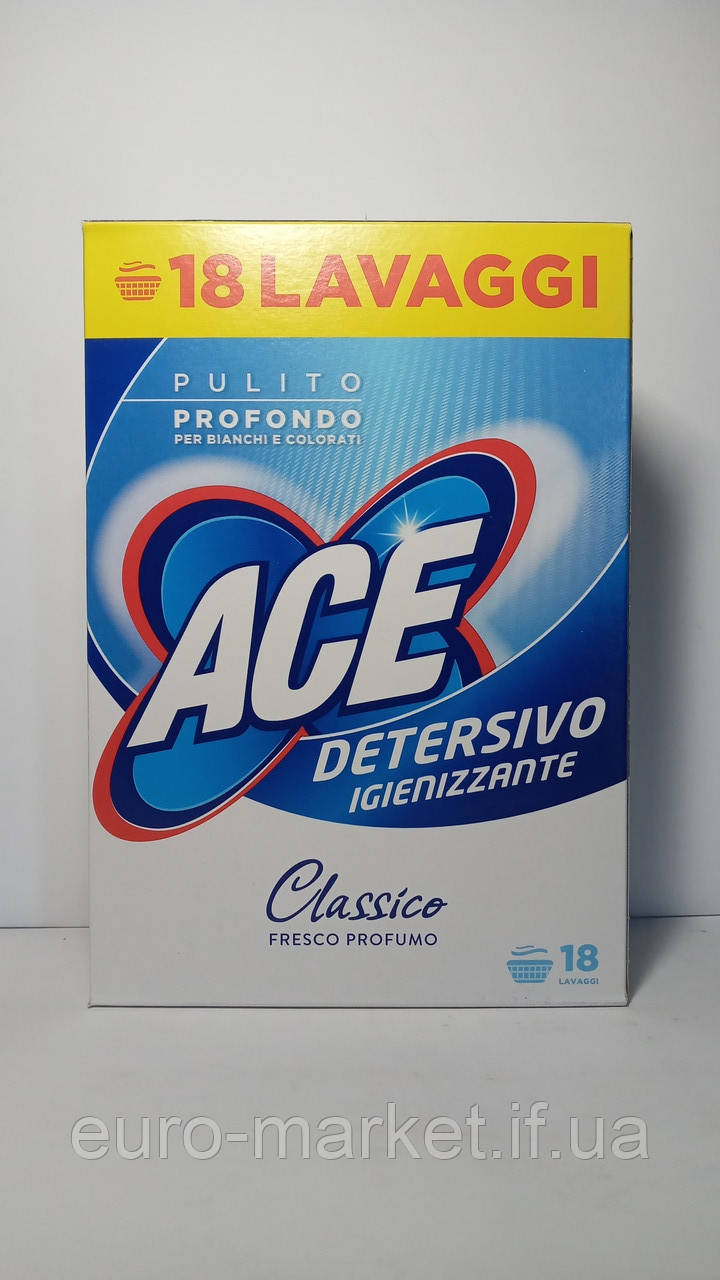 18 LAVAGGI
PULITO
PROFONDO
PER BIANCHI E COLORATI
ACE
DETERSIVO
IGIENIZZANTE
Classico
FRESCO PROFUMO
18
LAVAGGI
euro-market.if.ua